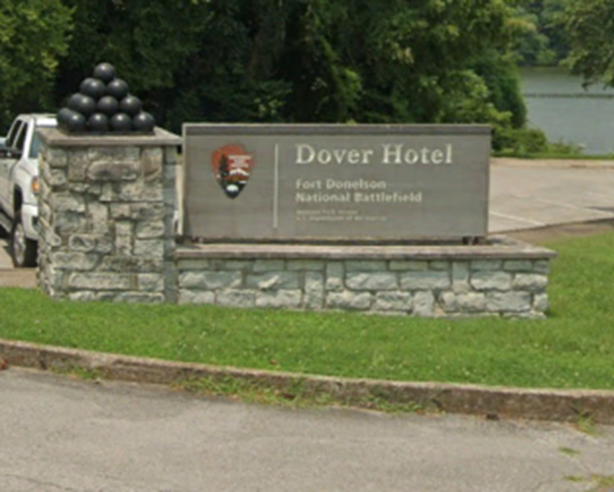 Dover Hotel
Fort Donelson
National Battlefield